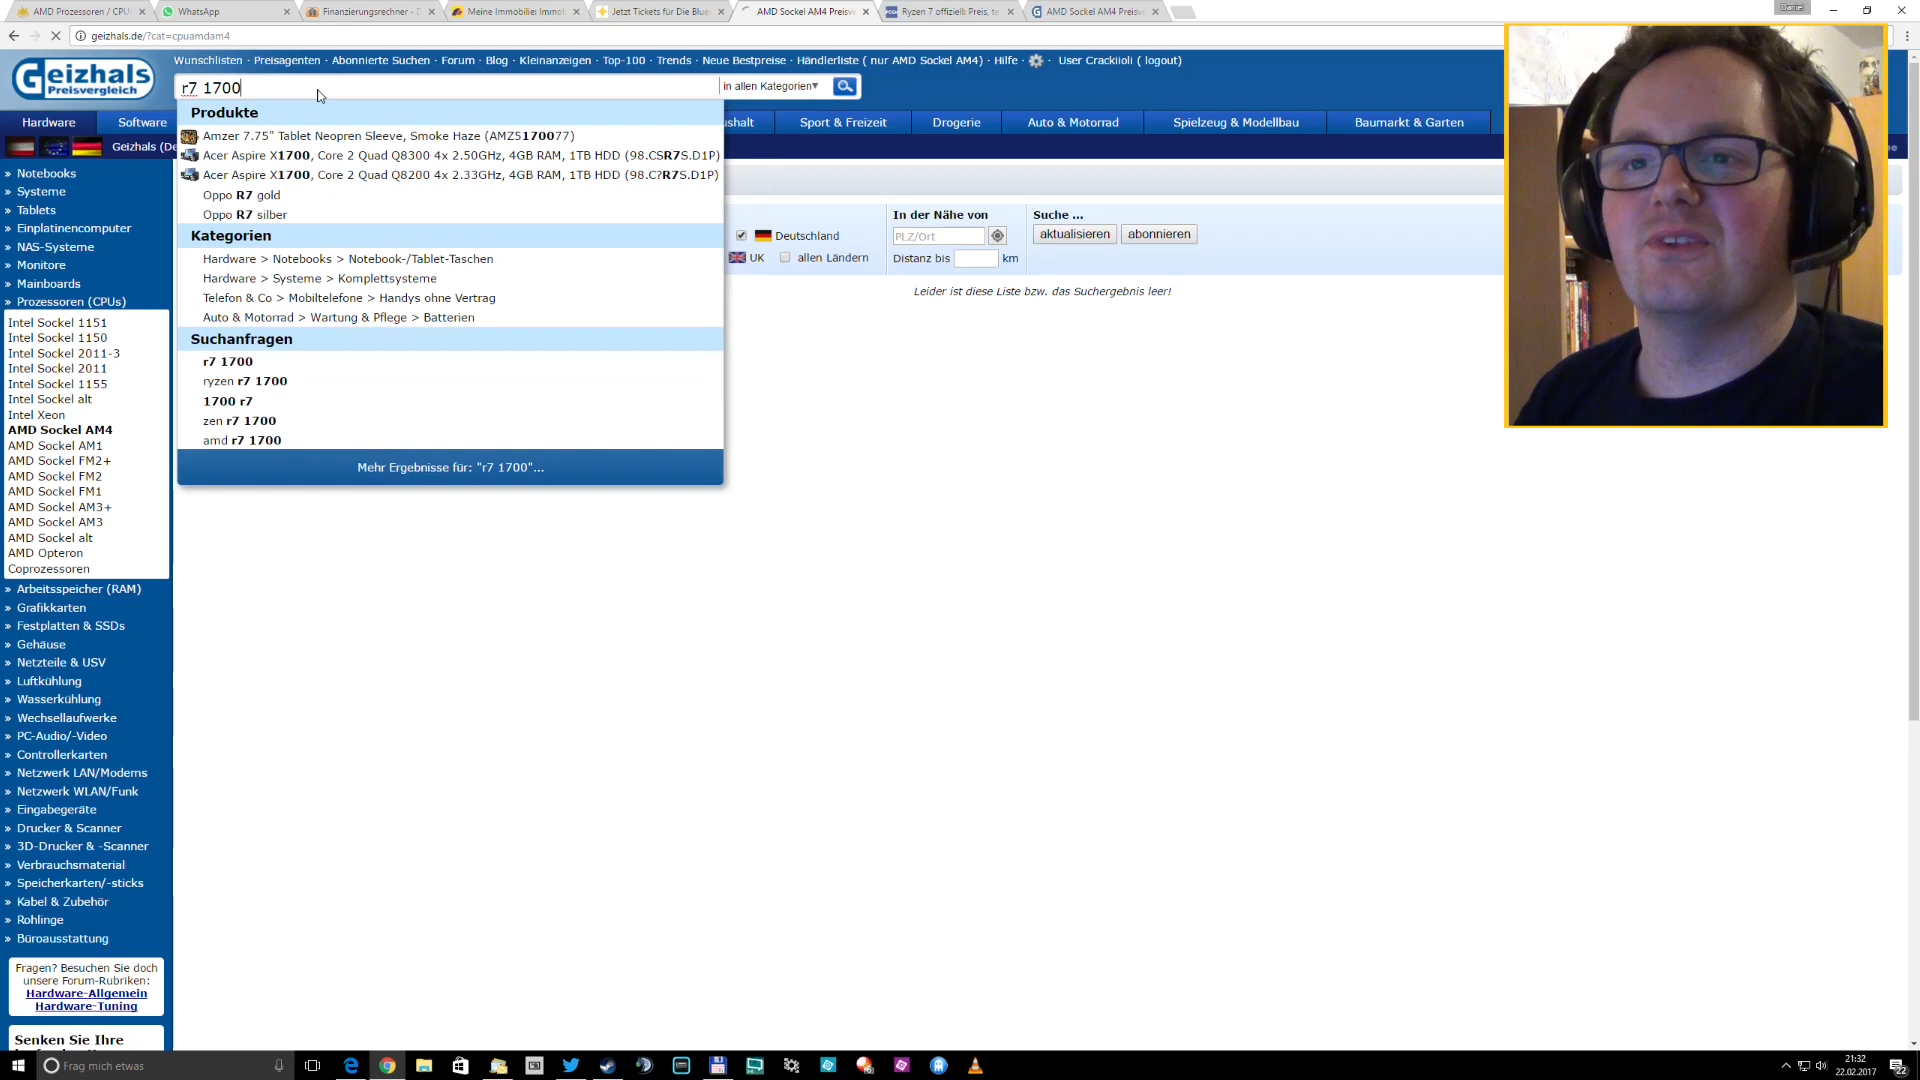 AMD Prozessoren / CPU
WhatsApp
Finanzierungsrechner - D
Meine Immobilie: Immob
Jetzt Tickets für Die Blues
AMD Sockel AM4 Preisve
Ryzen 7 offiziell: Preis, te
AMD Sockel AM4 Preisve
Daniel
geizhals.de/?cat=cpuamdam4
Geizhals
Preisvergleich
Wunschlisten · Preisagenten · Abonnierte Suchen · Forum · Blog · Kleinanzeigen · Top-100 · Trends · Neue Bestpreise · Händlerliste ( nur AMD Sockel AM4) · Hilfe · User Crackiioli ( logout)
r7 1700
in allen Kategorien▾
Hardware
Software
ushalt
Sport & Freizeit
Drogerie
Auto & Motorrad
Spielzeug & Modellbau
Baumarkt & Garten
Geizhals (De
Produkte
Amzer 7.75" Tablet Neopren Sleeve, Smoke Haze (AMZ5170077)
Acer Aspire X1700, Core 2 Quad Q8300 4x 2.50GHz, 4GB RAM, 1TB HDD (98.CSR7S.D1P)
Acer Aspire X1700, Core 2 Quad Q8200 4x 2.33GHz, 4GB RAM, 1TB HDD (98.C?R7S.D1P)
Oppo R7 gold
Oppo R7 silber
Kategorien
Hardware > Notebooks > Notebook-/Tablet-Taschen
Hardware > Systeme > Komplettsysteme
Telefon & Co > Mobiltelefone > Handys ohne Vertrag
Auto & Motorrad > Wartung & Pflege > Batterien
Suchanfragen
r7 1700
ryzen r7 1700
1700 r7
zen r7 1700
amd r7 1700
Mehr Ergebnisse für: "r7 1700"...
Deutschland
UK
allen Ländern
In der Nähe von
PLZ/Ort
Distanz bis
km
Suche ...
aktualisieren
abonnieren
Leider ist diese Liste bzw. das Suchergebnis leer!
» Notebooks
» Systeme
» Tablets
» Einplatinencomputer
» NAS-Systeme
» Monitore
» Mainboards
» Prozessoren (CPUs)
Intel Sockel 1151
Intel Sockel 1150
Intel Sockel 2011-3
Intel Sockel 2011
Intel Sockel 1155
Intel Sockel alt
Intel Xeon
AMD Sockel AM4
AMD Sockel AM1
AMD Sockel FM2+
AMD Sockel FM2
AMD Sockel FM1
AMD Sockel AM3+
AMD Sockel AM3
AMD Sockel alt
AMD Opteron
Coprozessoren
» Arbeitsspeicher (RAM)
» Grafikkarten
» Festplatten & SSDs
» Gehäuse
» Netzteile & USV
» Luftkühlung
» Wasserkühlung
» Wechsellaufwerke
» PC-Audio/-Video
» Controllerkarten
» Netzwerk LAN/Modems
» Netzwerk WLAN/Funk
» Eingabegeräte
» Drucker & Scanner
» 3D-Drucker & -Scanner
» Verbrauchsmaterial
» Speicherkarten/-sticks
» Kabel & Zubehör
» Rohlinge
» Büroausstattung
Fragen? Besuchen Sie doch
unsere Forum-Rubriken:
Hardware-Allgemein
Hardware-Tuning
Senken Sie Ihre
Frag mich etwas
21:32
22.02.2017
22